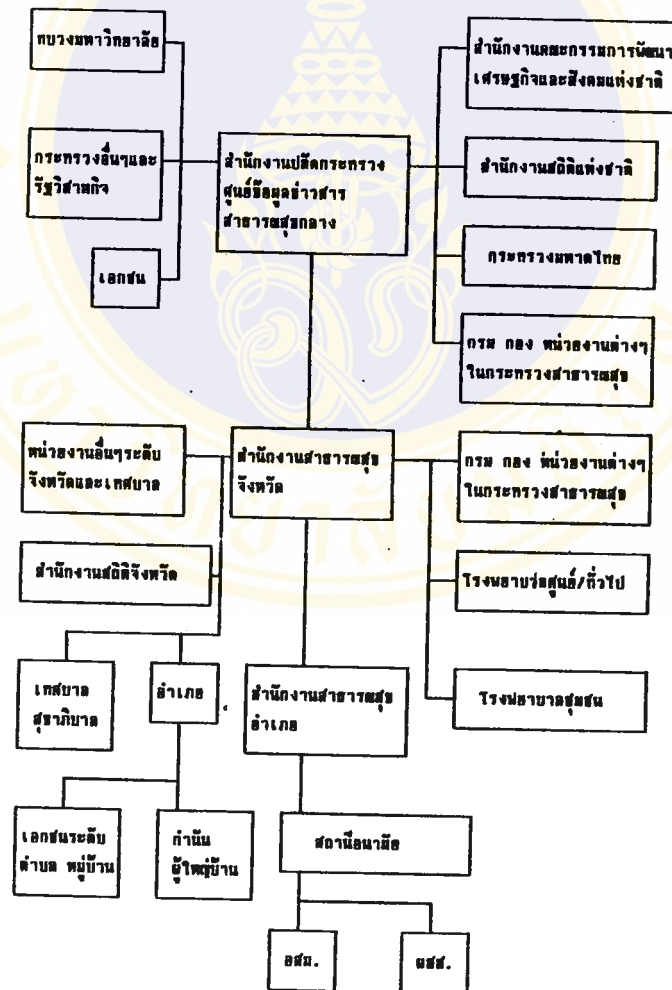 ทบวงมหาวิทยาลัย
สำนักงานคณะกรรมการพัฒนา
เศรษฐกิจและสังคมแห่งชาติ
กระทรวงอื่นๆและ
รัฐวิสาหกิจ
สำนักงานปลัดกระทรวง
ศูนย์ข้อมูลข่าวสาร
สาธารณสุขกลาง
สำนักงานสถิติแห่งชาติ
เอกชน
กระทรวงมหาดไทย
กรม กอง หน่วยงานต่างๆ
ในกระทรวงสาธารณสุข
หน่วยงานอื่นๆระดับ
จังหวัดและเทศบาล
สำนักงานสาธารณสุข
จังหวัด
กรม กอง หน่วยงานต่างๆ
ในกระทรวงสาธารณสุข
สำนักงานสถิติจังหวัด
โรงพยาบาลศูนย์/ทั่วไป
เทศบาล
สุขาภิบาล
อำเภอ
สำนักงานสาธารณสุข
อำเภอ
โรงพยาบาลชุมชน
เอกชนระดับ
ตำบล หมู่บ้าน
กำนัน
ผู้ใหญ่บ้าน
สถานีอนามัย
อสม.
ผสส.